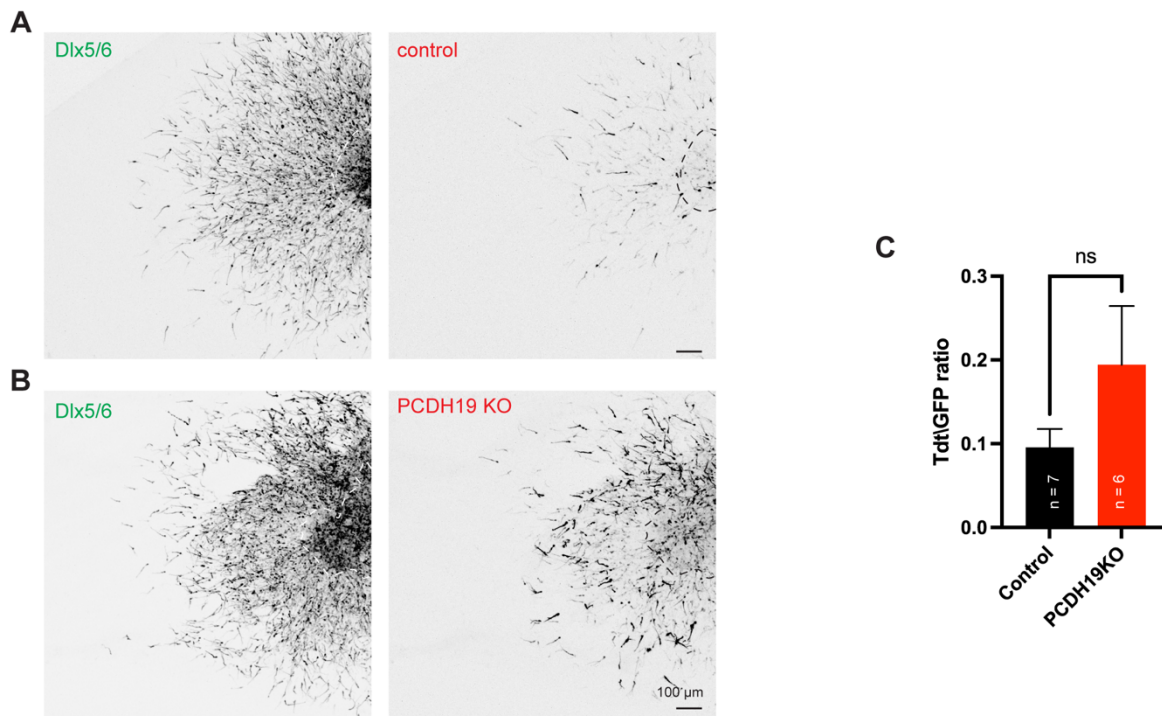 A
Dlx5/6
control
B
Dlx5/6
PCDH19 KO
100 µm
C
ns
Tdt\GFP ratio
0.3
0.2
0.1
0.0
n = 7
n = 6
Control
PCDH19KO